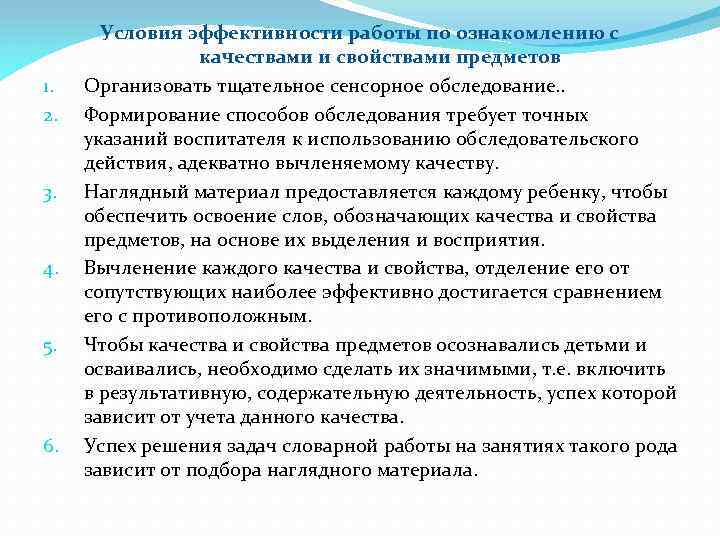 Условия эффективности работы по ознакомлению с
качествами и свойствами предметов
1. Организовать тщательное сенсорное обследование. .
2. Формирование способов обследования требует точных
указаний воспитателя к использованию обследовательского
действия, адекватно вычленяемому качеству.
3. Наглядный материал предоставляется каждому ребенку, чтобы
обеспечить освоение слов, обозначающих качества и свойства
предметов, на основе их выделения и восприятия.
4. Вычленение каждого качества и свойства, отделение его от
сопутствующих наиболее эффективно достигается сравнением
его с противоположным.
5. Чтобы качества и свойства предметов осознавались детьми и
осваивались, необходимо сделать их значимыми, т.е. включить
в результативную, содержательную деятельность, успех которой
зависит от учета данного качества.
6. Успех решения задач словарной работы на занятиях такого рода
зависит от подбора наглядного материала.